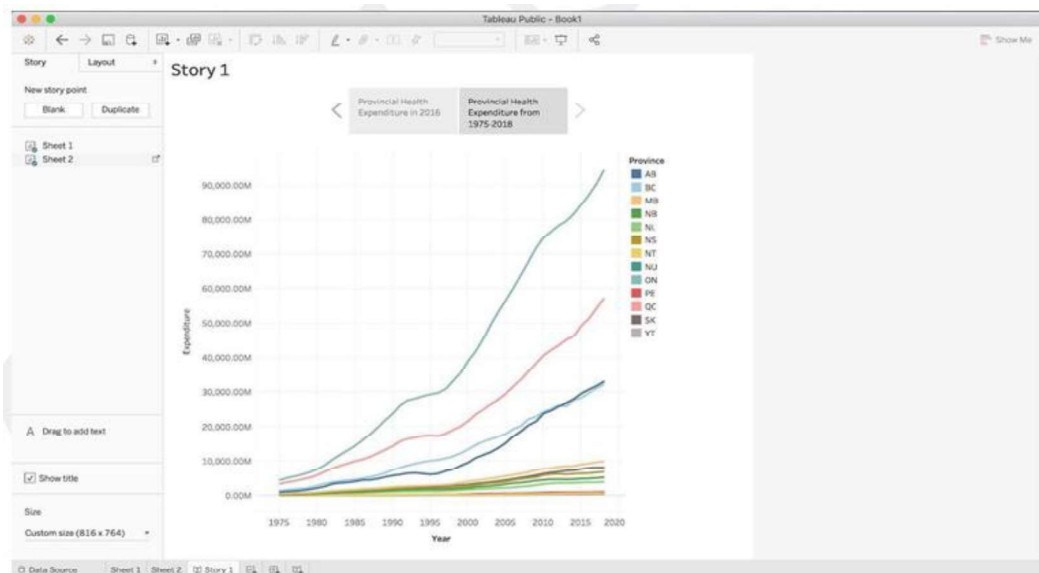 Tableau Public - Book1
Show Me
Story
Layout
New story point
Blank
Duplicate
Sheet 1
Sheet 2
A Drag to add text
Show title
Size
Custom size (816 x 764)
Story 1
Provincial Health
Expenditure in 2016
Provincial Health
Expenditure from
1975-2018
Expenditure
90,000.00M
80,000.00M
70,000.00M
60,000.00M
50,000.00M
40,000.00M
30,000.00M
20,000.00M
10,000.00M
0.00M
1975
1980
1985
1990
1995
2000
2005
2010
2015
2020
Year
Province
AB
BC
MB
NB
NL
NS
NT
NU
ON
PE
QC
SK
YT
Data Source
Sheet 1
Sheet 2
Story 1